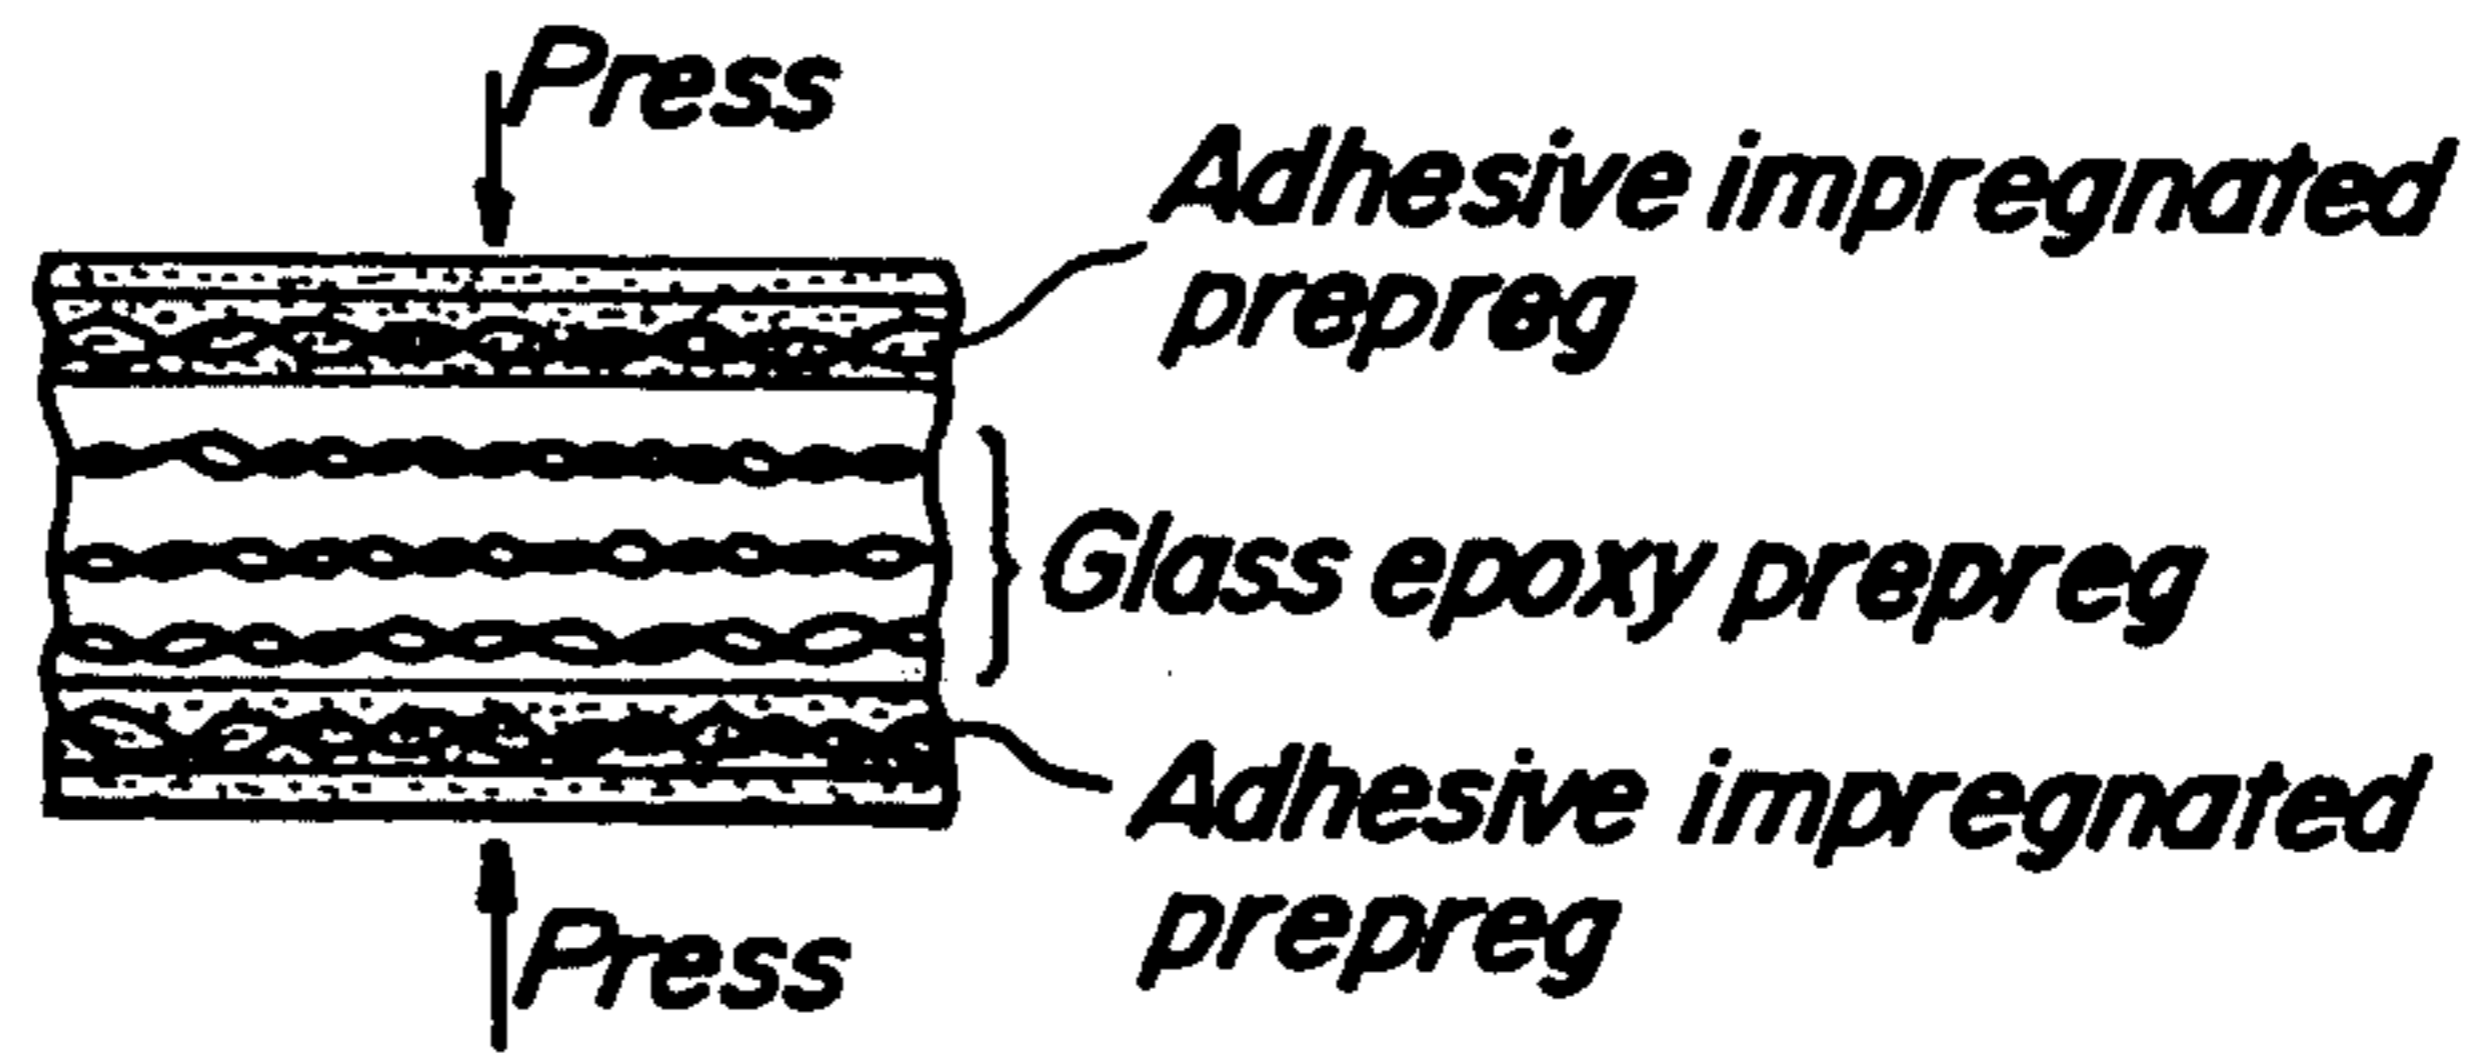 Press
Adhesive impregnated
prepreg
Glass epoxy prepreg
Adhesive impregnated
prepreg
Press